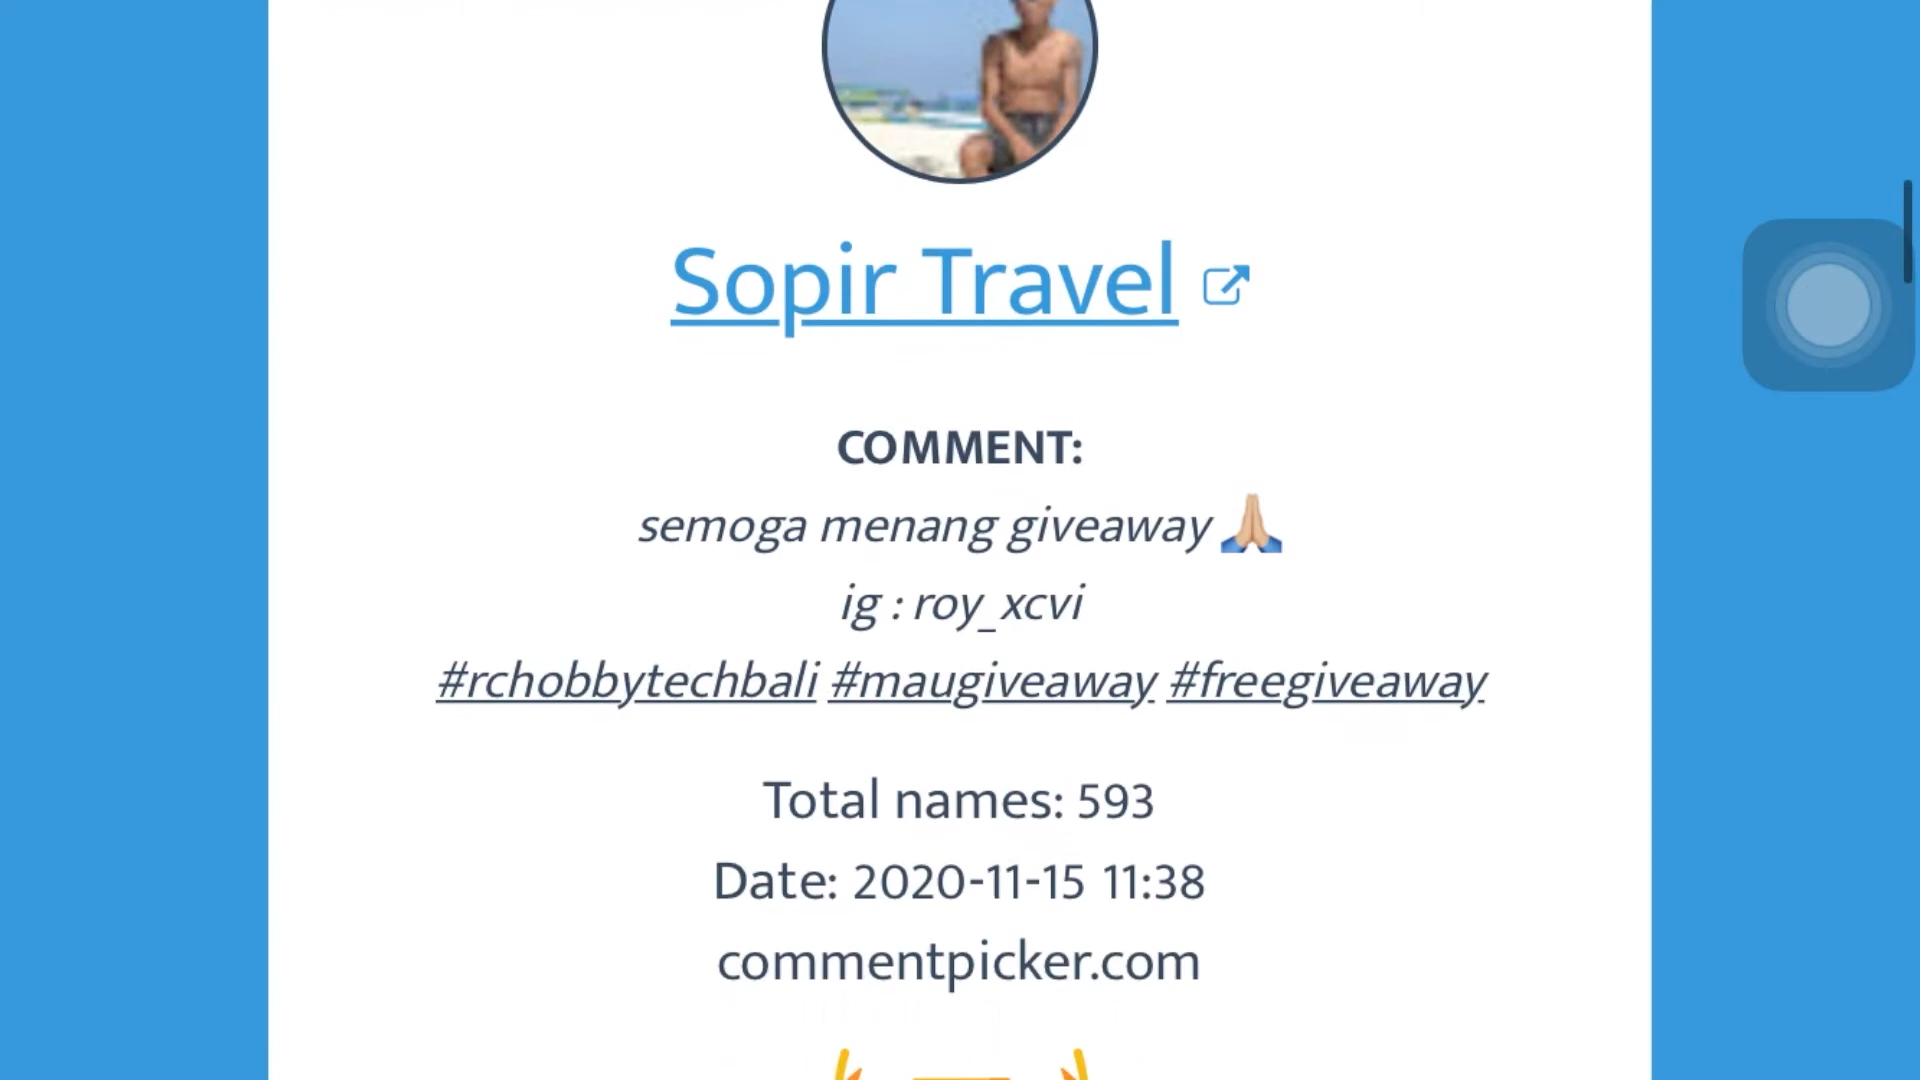 Sopir Travel
COMMENT:
semoga menang giveaway🙏🏼
ig : roy_xcvi
#rchobbytechbali #maugiveaway #freegiveaway
Total names: 593
Date: 2020-11-15 11:38
commentpicker.com